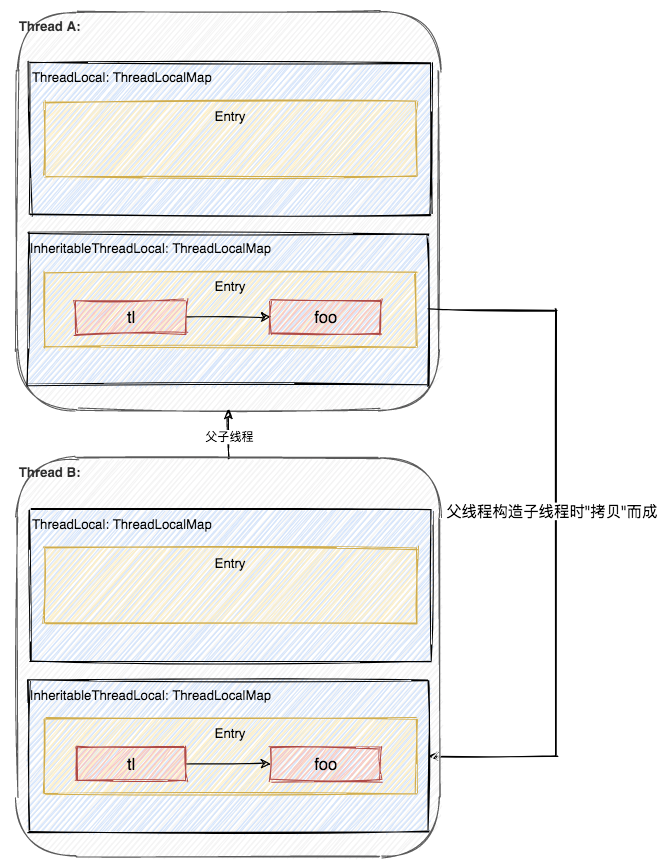 Thread A:
ThreadLocal: ThreadLocalMap
Entry
InheritableThreadLocal: ThreadLocalMap
Entry
tl
foo
父子线程
Thread B:
父线程构造子线程时"拷贝"而成
ThreadLocal: ThreadLocalMap
Entry
InheritableThreadLocal: ThreadLocalMap
Entry
tl
foo